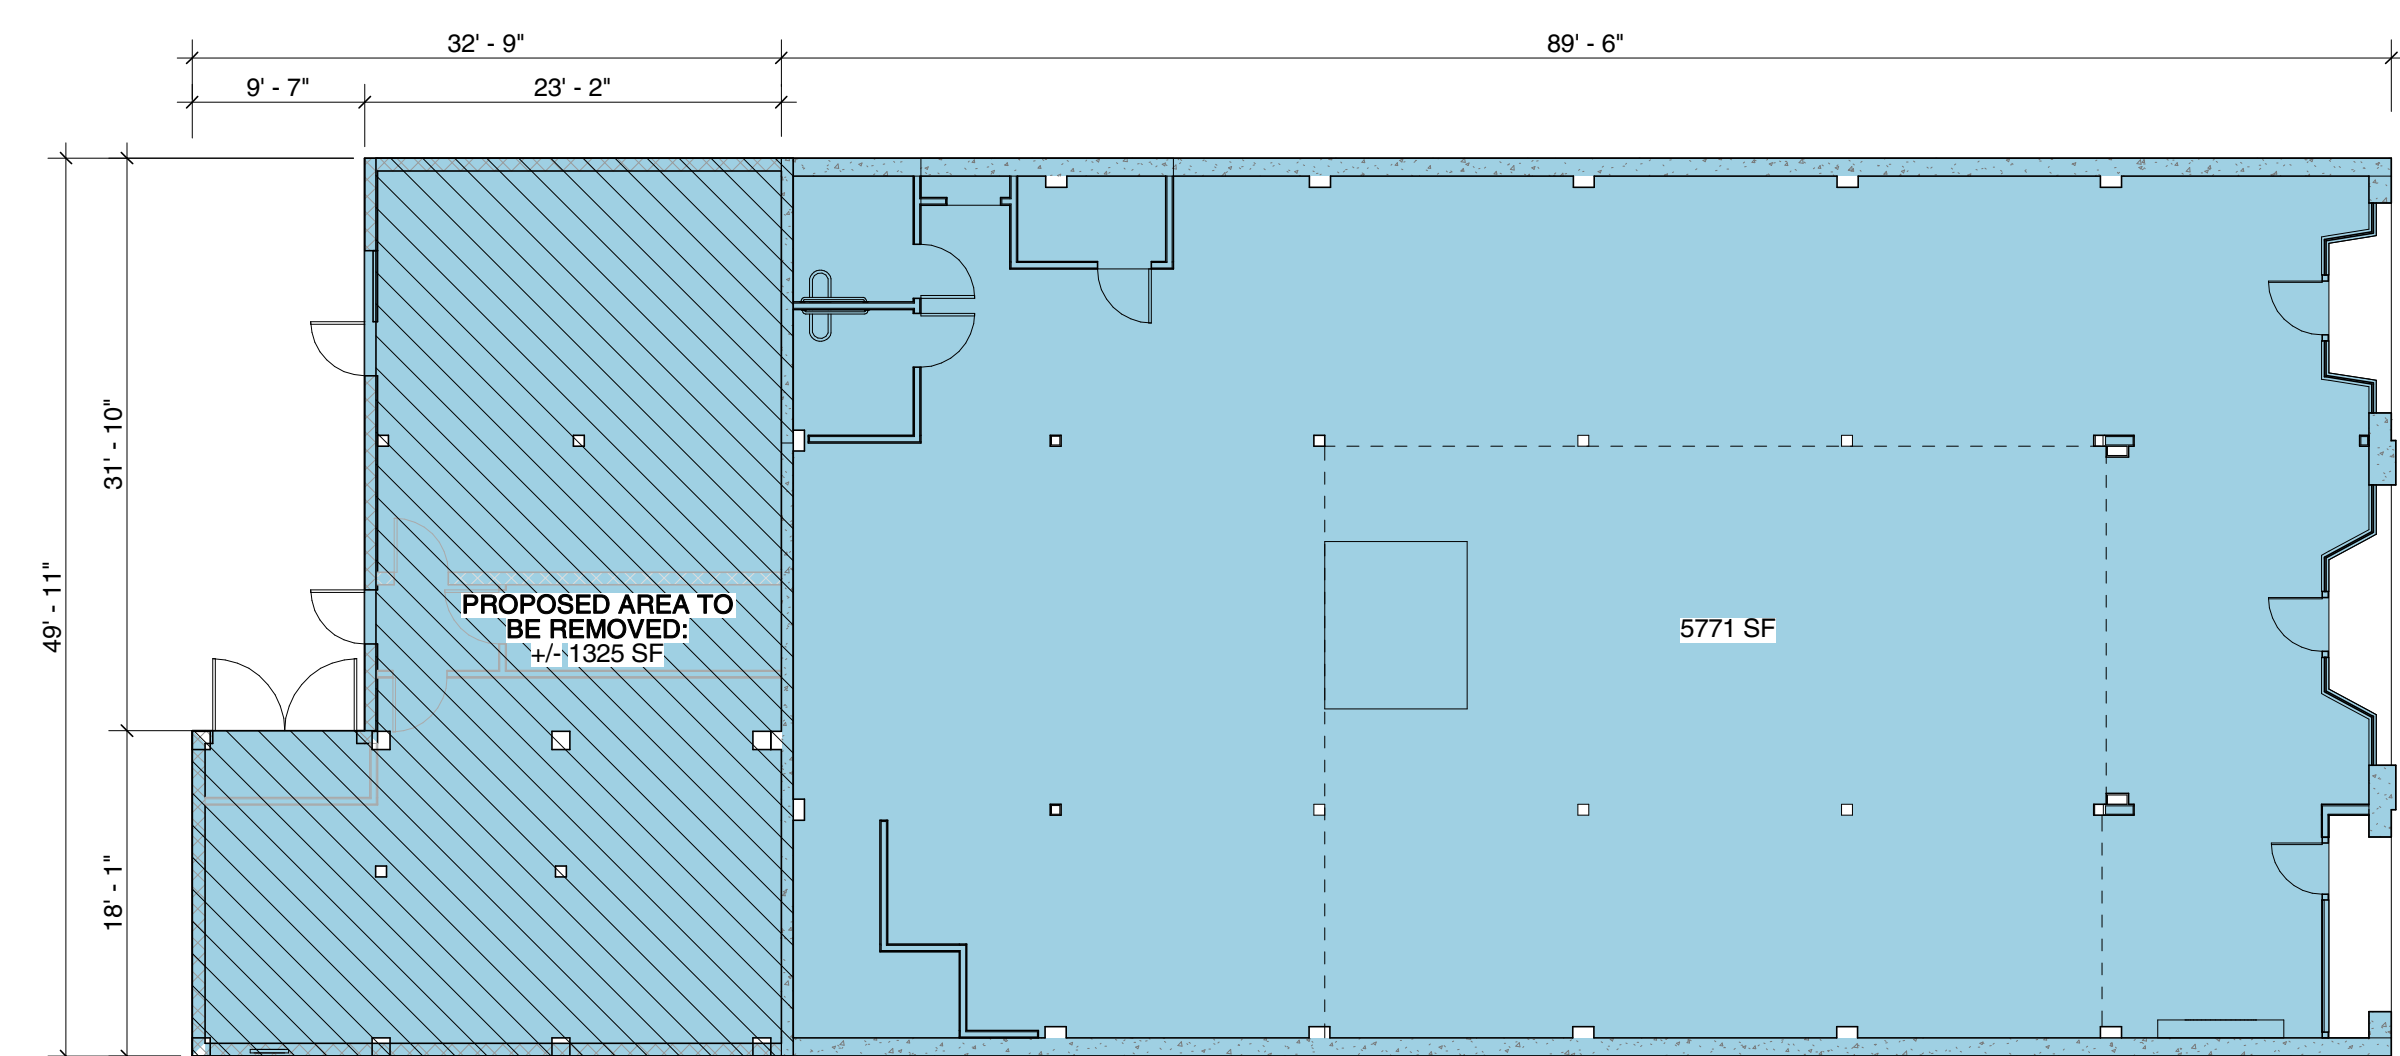 32' - 9"
89' - 6"
9' - 7"
23' - 2"
31' - 10"
49' - 11"
18' - 1"
PROPOSED AREA TO
BE REMOVED:
+/- 1325 SF
5771 SF